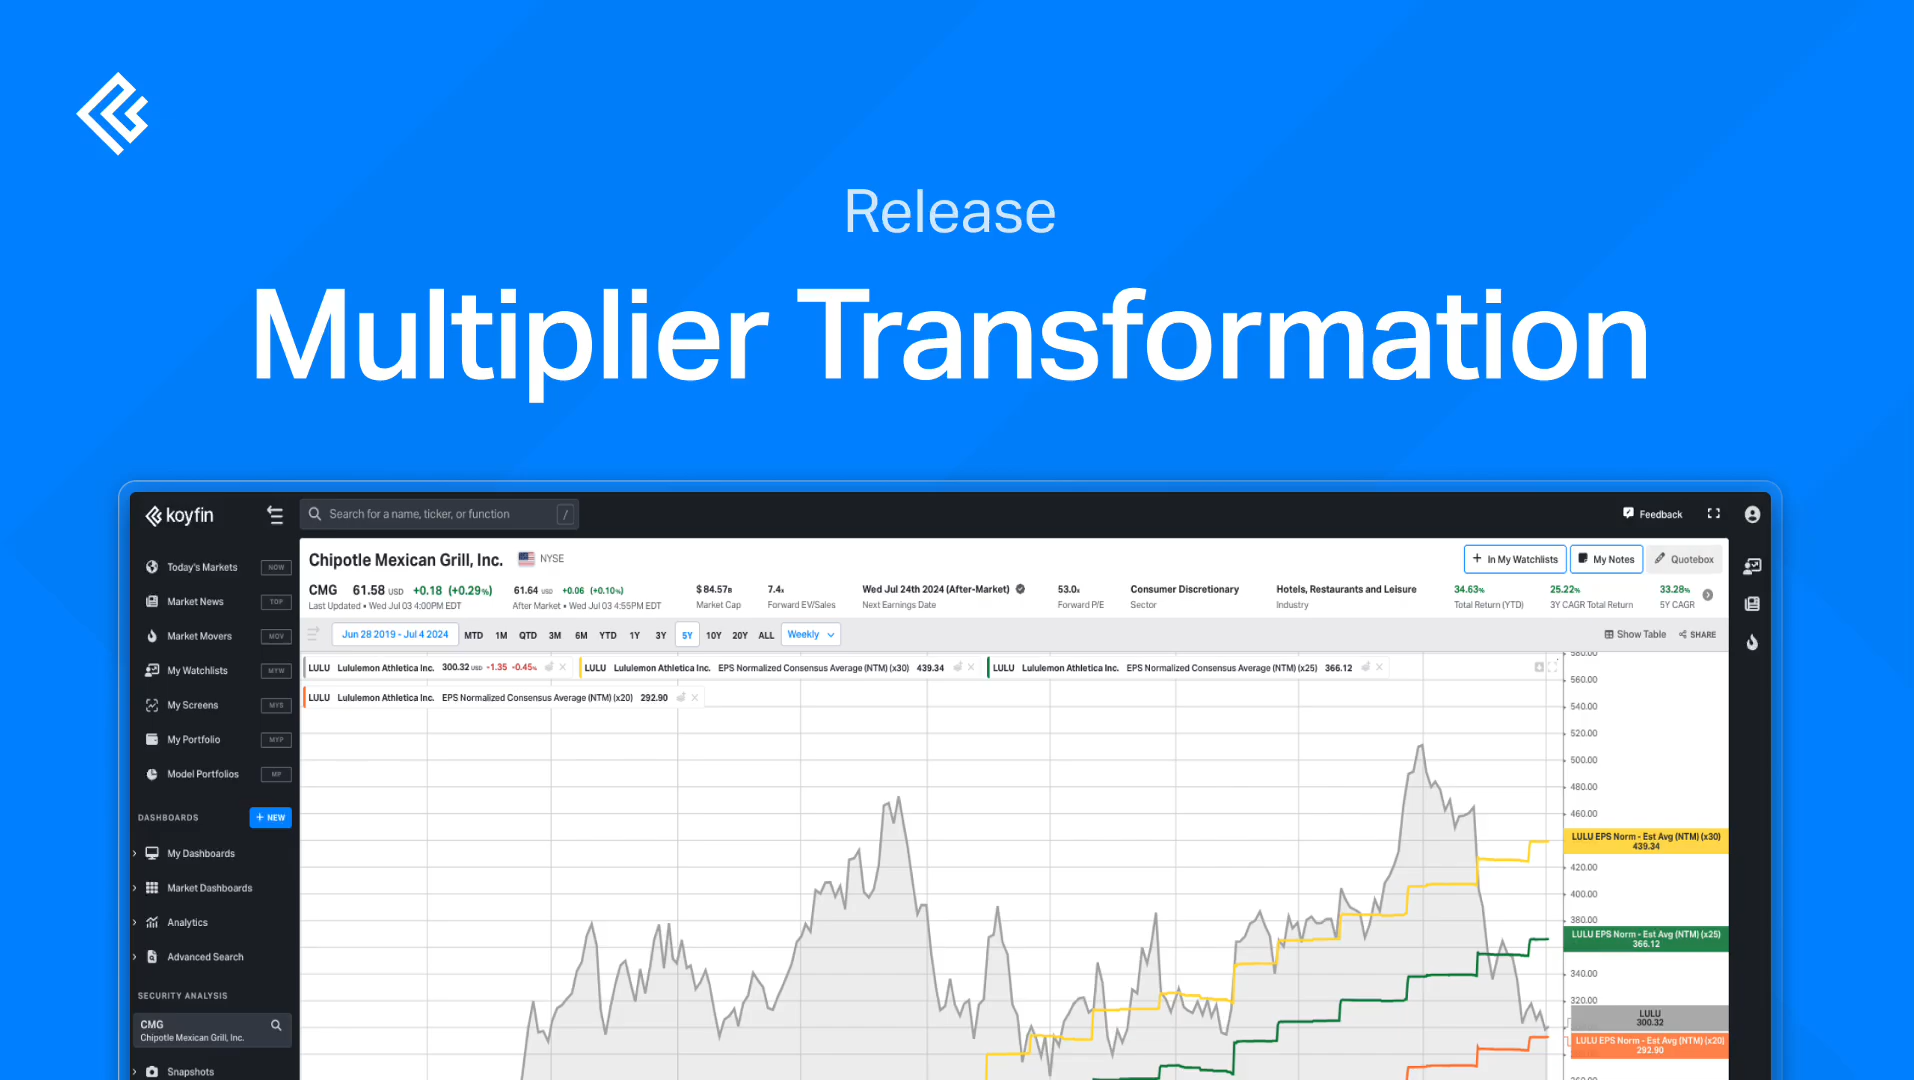 Release
Multiplier Transformation
koyfin
Search for a name, ticker, or function /
Feedback
Today's Markets NOW
Market News TOP
Market Movers MOV
My Watchlists MYW
My Screens MYS
My Portfolio MYP
Model Portfolios MP
DASHBOARDS + NEW
My Dashboards
Market Dashboards
Analytics
Advanced Search
SECURITY ANALYSIS
CMG
Chipotle Mexican Grill, Inc.
Snapshots
Chipotle Mexican Grill, Inc. NYSE
+ In My Watchlists My Notes Quotebox
CMG 61.58 USD +0.18 (+0.29%) 61.64 USD +0.06 (+0.10%) $84.57B 7.4x Wed Jul 24th 2024 (After-Market) 53.0x Consumer Discretionary Hotels, Restaurants and Leisure 34.63% 25.22% 33.28%
Last Updated • Wed Jul 03 4:00PM EDT After Market • Wed Jul 03 4:55PM EDT Market Cap Forward EV/Sales Next Earnings Date Forward P/E Sector Industry Total Return (YTD) 3Y CAGR Total Return 5Y CAGR
Jun 28 2019 - Jul 4 2024 MTD 1M QTD 3M 6M YTD 1Y 3Y 5Y 10Y 20Y ALL Weekly Show Table SHARE
LULU Lululemon Athletica Inc. 300.32 USD -1.35 -0.45% LULU Lululemon Athletica Inc. EPS Normalized Consensus Average (NTM) (x30) 439.34 LULU Lululemon Athletica Inc. EPS Normalized Consensus Average (NTM) (x25) 366.12
LULU Lululemon Athletica Inc. EPS Normalized Consensus Average (NTM) (x20) 292.90
580.00
560.00
540.00
520.00
500.00
480.00
460.00
LULU EPS Norm - Est Avg (NTM) (x30)
439.34
420.00
400.00
380.00
LULU EPS Norm - Est Avg (NTM) (x25)
366.12
340.00
320.00
LULU
300.32
LULU EPS Norm - Est Avg (NTM) (x20)
292.90
260.00